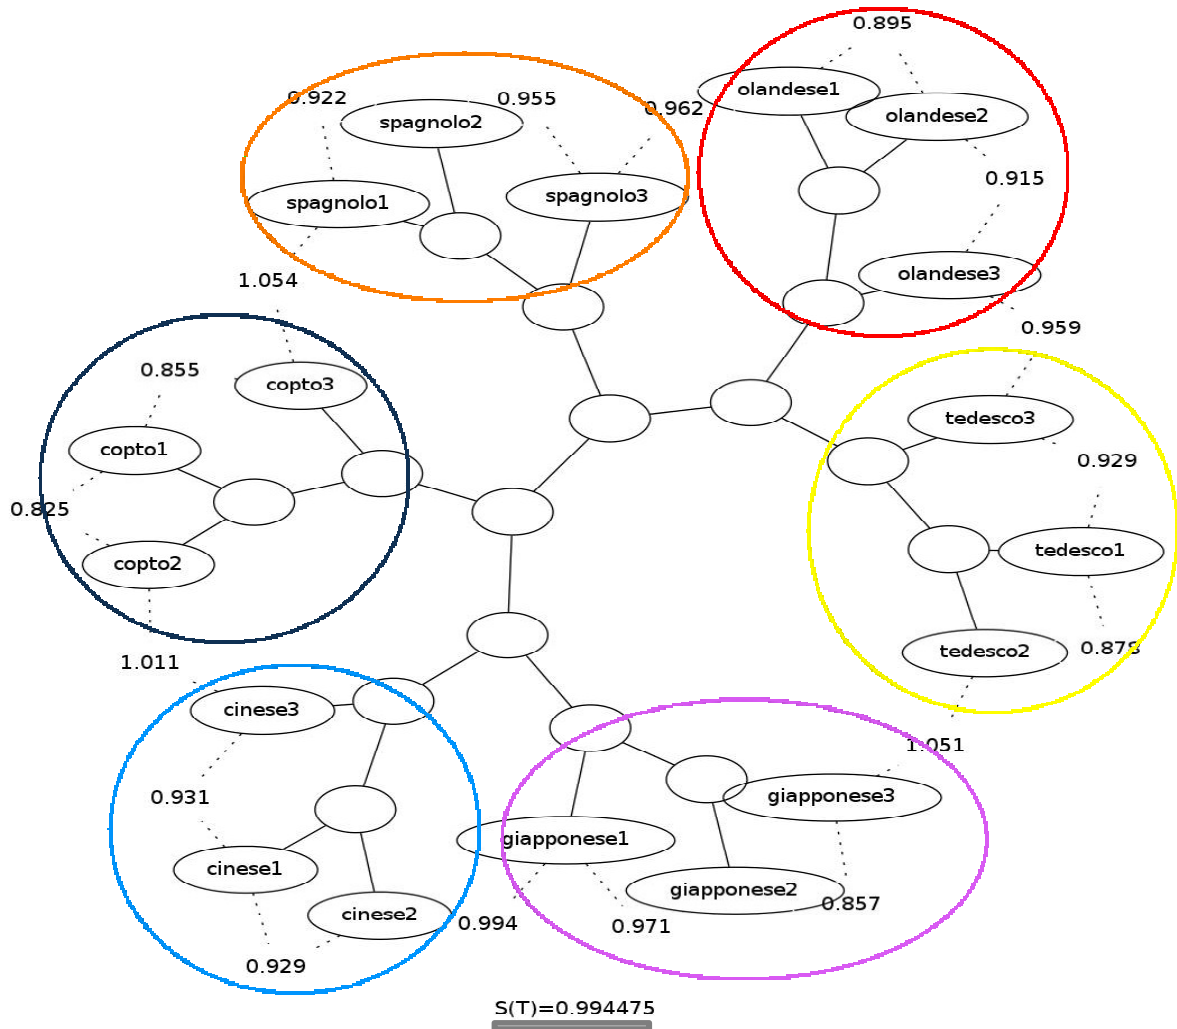 0.895
olandese1
0.922
0.955
0.962
olandese2
spagnolo2
0.915
spagnolo3
spagnolo1
olandese3
1.054
0.959
0.855
copto3
tedesco3
copto1
0.929
0.825
tedesco1
copto2
0.878
tedesco2
1.011
cinese3
1.051
0.931
giapponese3
giapponese1
cinese1
giapponese2
0.857
cinese2
0.994
0.971
0.929
S(T)=0.994475